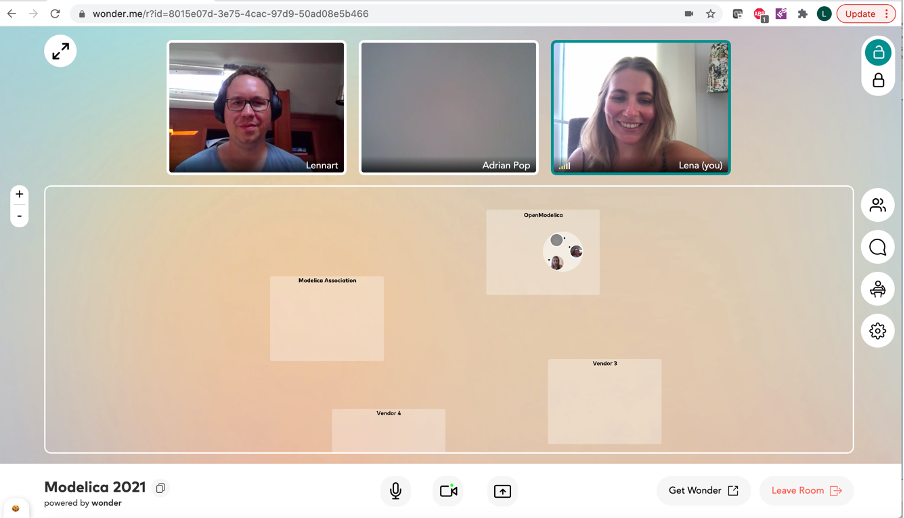 wonder.me/r?id=8015e07d-3e75-4cac-97d9-50ad08e5b466
1
L
Update
Lennart
Adrian Pop
Lena (you)
+
-
OpenModelica
Modelica Association
Vendor 3
Vendor 4
Modelica 2021
powered by wonder
Get Wonder
Leave Room